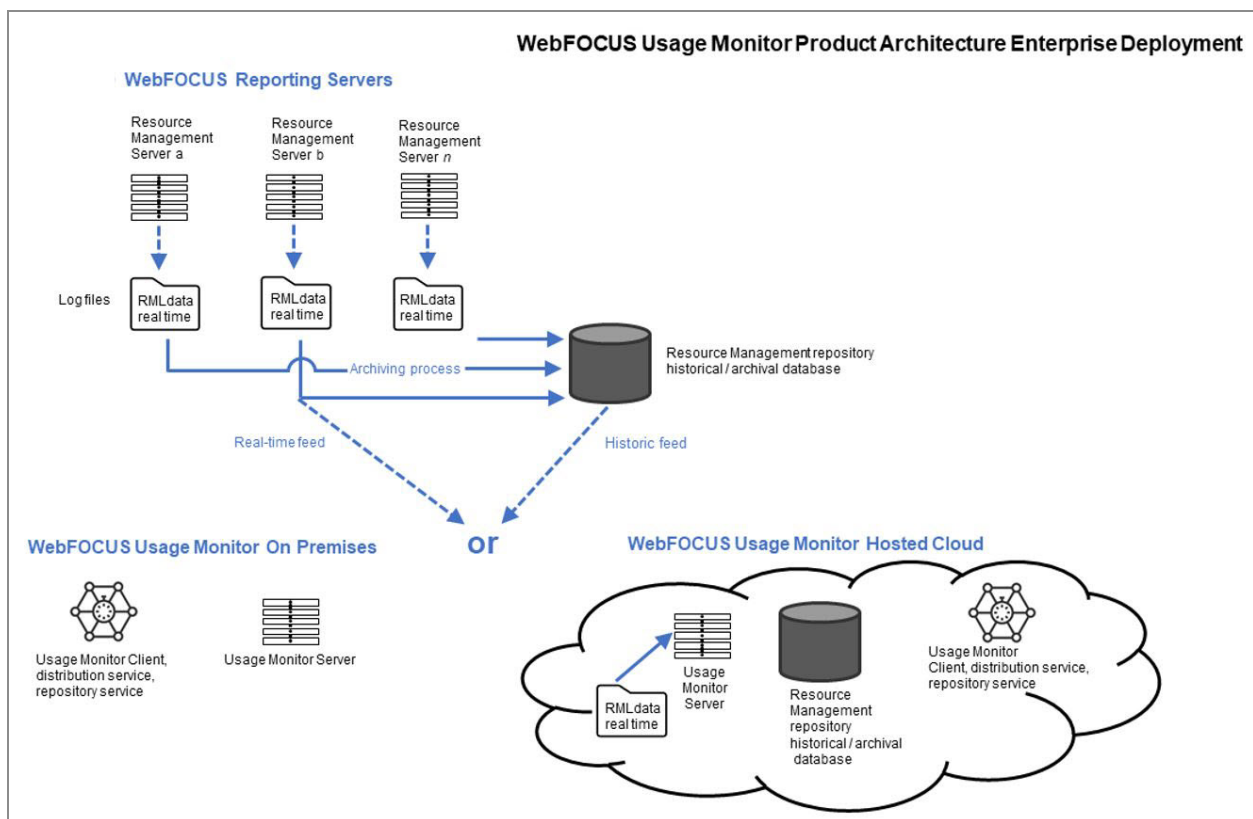 WebFOCUS Usage Monitor Product Architecture Enterprise Deployment
WebFOCUS Reporting Servers
Resource
Management
Server a
Resource
Management
Server b
Resource
Management
Server n
Log files
RMLdata
real time
RMLdata
real time
RMLdata
real time
Archiving process
Resource Management repository
historical / archival database
Real-time feed
Historic feed
or
WebFOCUS Usage Monitor On Premises
Usage Monitor Client,
distribution service,
repository service
Usage Monitor Server
WebFOCUS Usage Monitor Hosted Cloud
RMLdata
real time
Usage
Monitor
Server
Resource
Management
repository
historical / archival
database
Usage Monitor
Client, distribution service,
repository service